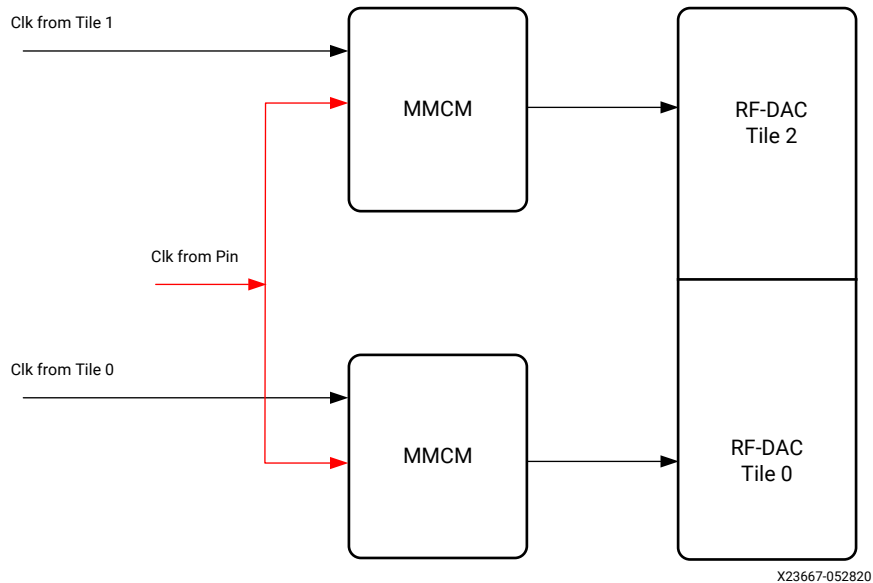 Clk from Tile 1
MMCM
RF-DAC
Tile 2
Clk from Pin
Clk from Tile 0
MMCM
RF-DAC
Tile 0
X23667-052820